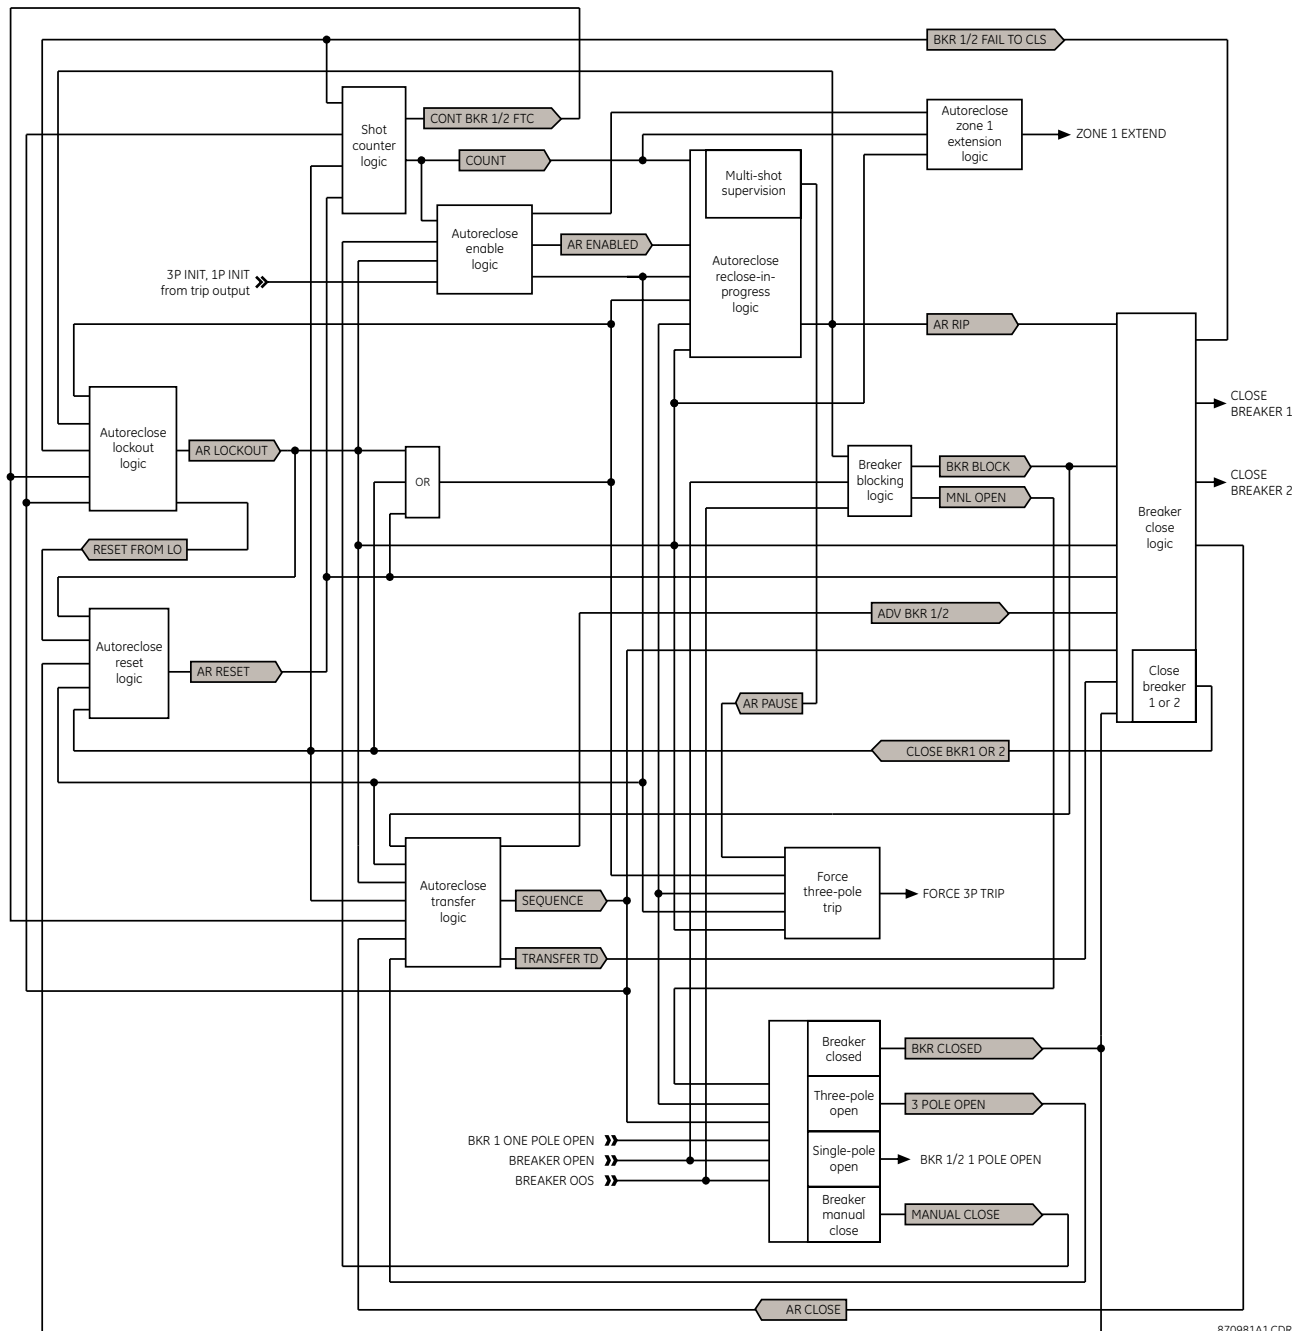 BKR 1/2 FAIL TO CLS
CONT BKR 1/2 FTC
Shot
counter
logic
Autoreclose
zone 1
extension
logic
ZONE 1 EXTEND
COUNT
Multi-shot
supervision
Autoreclose
enable
logic
AR ENABLED
3P INIT, 1P INIT
from trip output
Autoreclose
reclose-in-
progress
logic
AR RIP
CLOSE
BREAKER 1
Autoreclose
lockout
logic
AR LOCKOUT
OR
Breaker
blocking
logic
BKR BLOCK
MNL OPEN
CLOSE
BREAKER 2
Breaker
close
logic
RESET FROM LO
ADV BKR 1/2
Autoreclose
reset
logic
AR RESET
Close
breaker
1 or 2
AR PAUSE
CLOSE BKR1 OR 2
Autoreclose
transfer
logic
SEQUENCE
TRANSFER TD
Force
three-pole
trip
FORCE 3P TRIP
Breaker
closed
BKR CLOSED
Three-pole
open
3 POLE OPEN
BKR 1 ONE POLE OPEN
BREAKER OPEN
BREAKER OOS
Single-pole
open
BKR 1/2 1 POLE OPEN
Breaker
manual
close
MANUAL CLOSE
AR CLOSE
870981A1.CDR